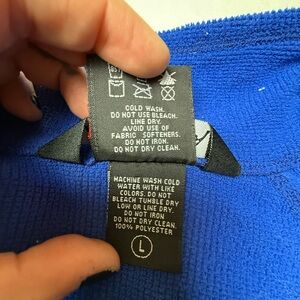 COLD WASH.
DO NOT USE BLEACH.
LINE DRY.
AVOID USE OF
FABRIC SOFTENERS.
DO NOT IRON.
DO NOT DRY CLEAN.
MACHINE WASH COLD
WATER WITH LIKE
COLORS. DO NOT
BLEACH TUMBLE DRY
LOW OR LINE DRY.
DO NOT IRON
DO NOT DRY CLEAN.
100% POLYESTER
L